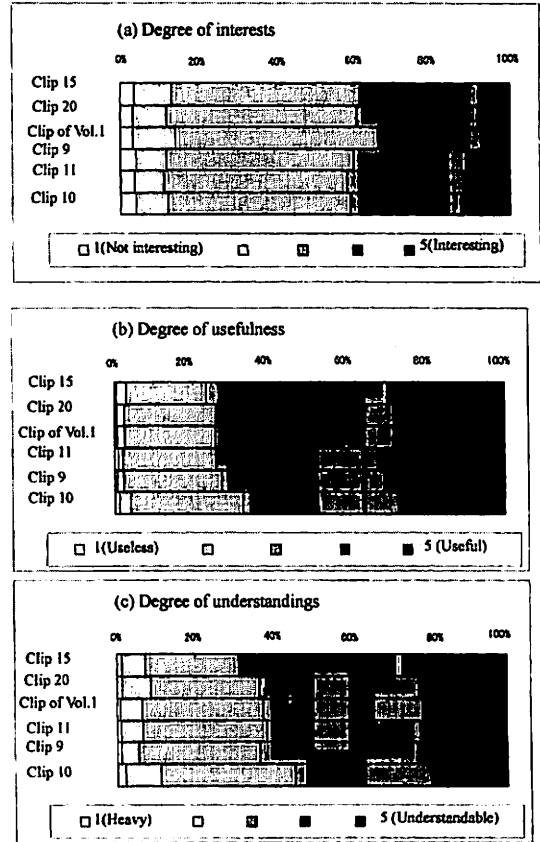 (a) Degree of interests
0% 20% 40% 60% 80% 100%
Clip 15
Clip 20
Clip of Vol.1
Clip 9
Clip 11
Clip 10
1(Not interesting) 5(Interesting)
(b) Degree of usefulness
0% 20% 40% 60% 80% 100%
Clip 15
Clip 20
Clip of Vol.1
Clip 11
Clip 9
Clip 10
1(Useless) 5 (Useful)
(c) Degree of understandings
0% 20% 40% 60% 80% 100%
Clip 15
Clip 20
Clip of Vol.1
Clip 11
Clip 9
Clip 10
1(Heavy) 5 (Understandable)